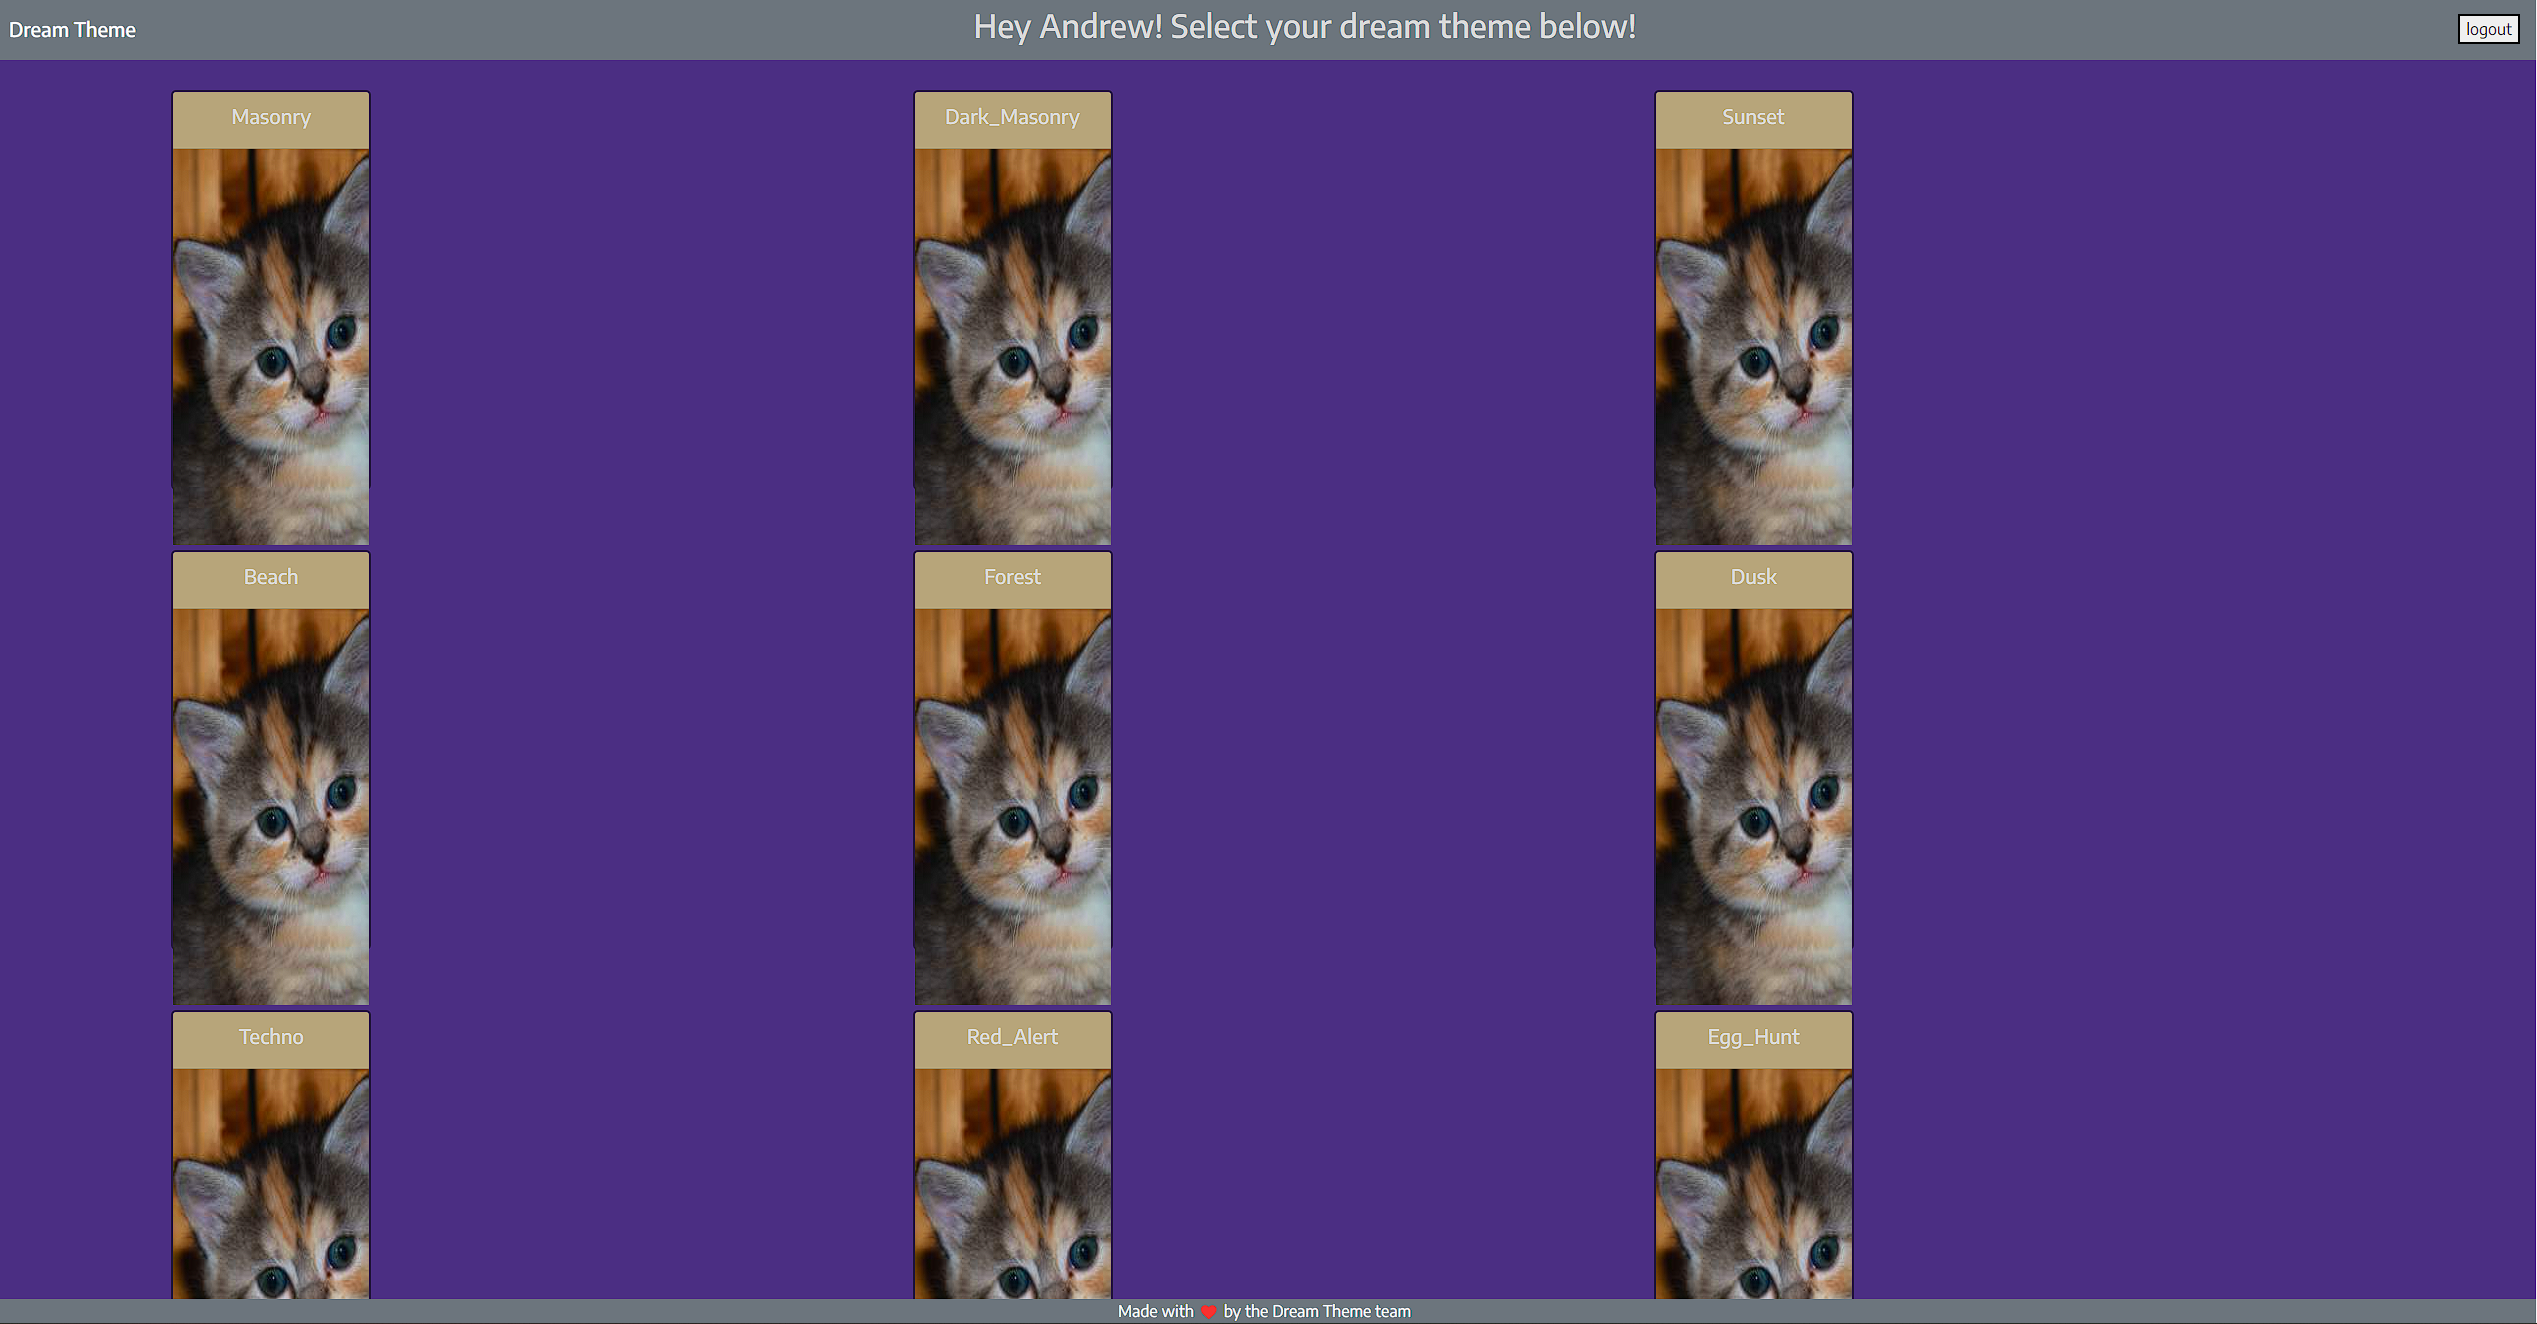 Dream Theme
Hey Andrew! Select your dream theme below!
logout
Masonry
Dark_Masonry
Sunset
Beach
Forest
Dusk
Techno
Red_Alert
Egg_Hunt
Made with ❤️ by the Dream Theme team